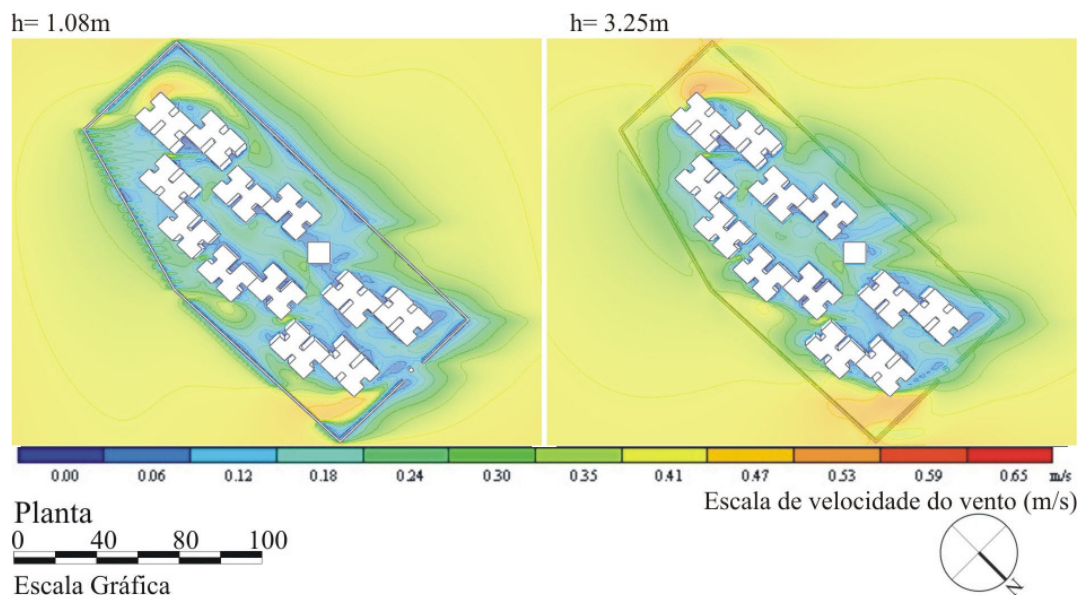 h= 1.08m
h= 3.25m
0.00 0.06 0.12 0.18 0.24 0.30 0.35 0.41 0.47 0.53 0.59 0.65 m/s
Escala de velocidade do vento (m/s)
Planta
0 40 80 100
Escala Gráfica
N